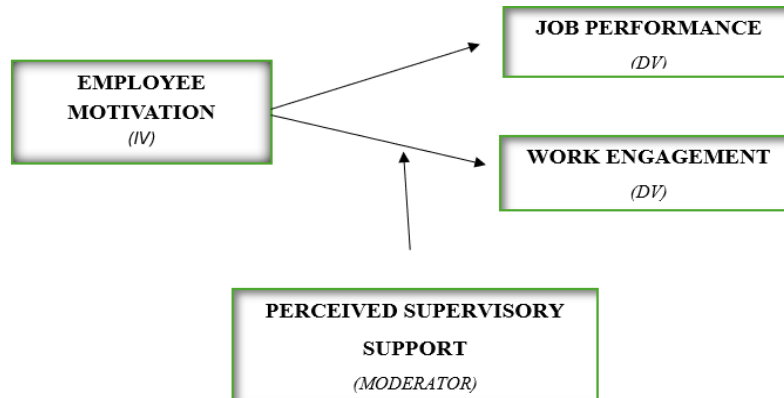 JOB PERFORMANCE
(DV)
EMPLOYEE
MOTIVATION
(IV)
WORK ENGAGEMENT
(DV)
PERCEIVED SUPERVISORY
SUPPORT
(MODERATOR)